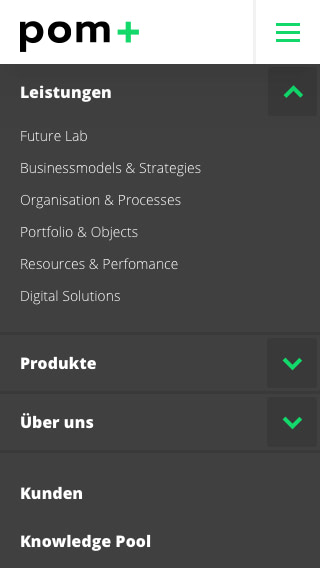 pom+
Leistungen
Future Lab
Businessmodels & Strategies
Organisation & Processes
Portfolio & Objects
Resources & Perfomance
Digital Solutions
Produkte
Über uns
Kunden
Knowledge Pool